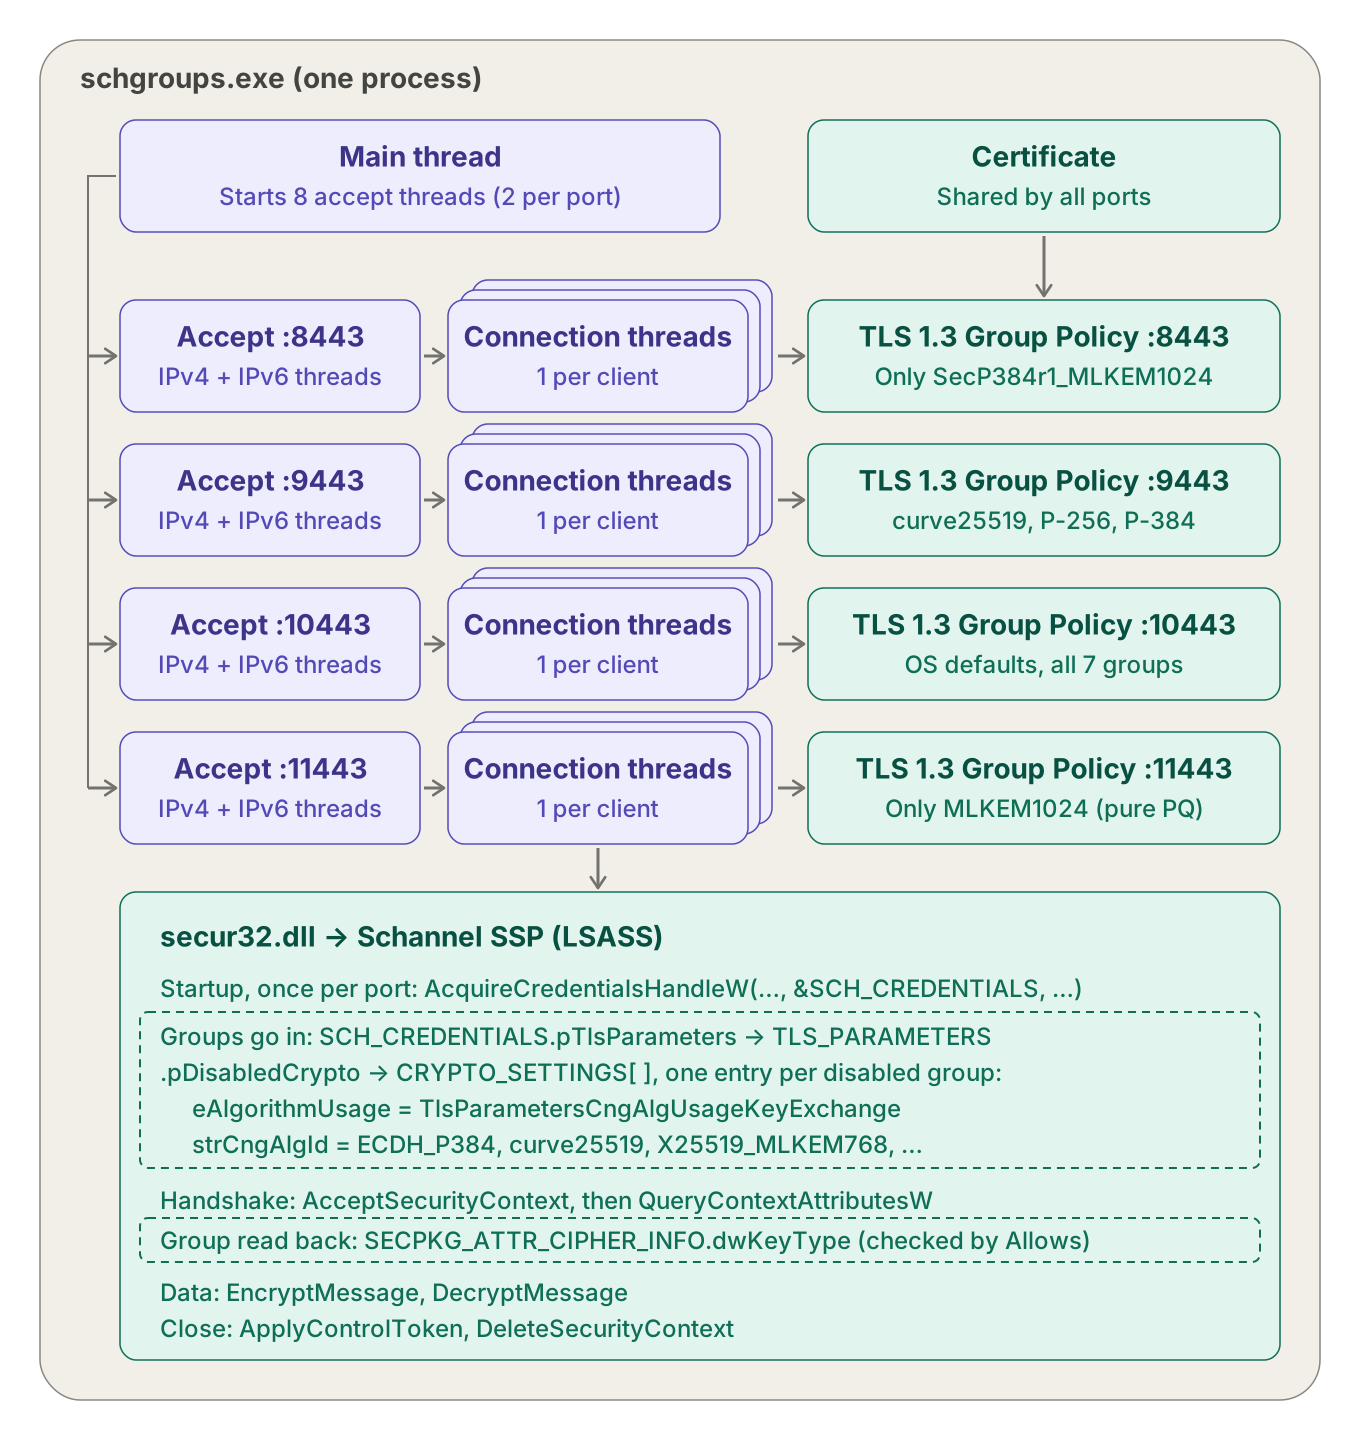 schgroups.exe (one process)
Main thread
Starts 8 accept threads (2 per port)
Certificate
Shared by all ports
Accept :8443
IPv4 + IPv6 threads
Connection threads
1 per client
TLS 1.3 Group Policy :8443
Only SecP384r1_MLKEM1024
Accept :9443
IPv4 + IPv6 threads
Connection threads
1 per client
TLS 1.3 Group Policy :9443
curve25519, P-256, P-384
Accept :10443
IPv4 + IPv6 threads
Connection threads
1 per client
TLS 1.3 Group Policy :10443
OS defaults, all 7 groups
Accept :11443
IPv4 + IPv6 threads
Connection threads
1 per client
TLS 1.3 Group Policy :11443
Only MLKEM1024 (pure PQ)
secur32.dll → Schannel SSP (LSASS)
Startup, once per port: AcquireCredentialsHandleW(..., &SCH_CREDENTIALS, ...)
Groups go in: SCH_CREDENTIALS.pTlsParameters → TLS_PARAMETERS
.pDisabledCrypto → CRYPTO_SETTINGS[ ], one entry per disabled group:
eAlgorithmUsage = TlsParametersCngAlgUsageKeyExchange
strCngAlgId = ECDH_P384, curve25519, X25519_MLKEM768, ...
Handshake: AcceptSecurityContext, then QueryContextAttributesW
Group read back: SECPKG_ATTR_CIPHER_INFO.dwKeyType (checked by Allows)
Data: EncryptMessage, DecryptMessage
Close: ApplyControlToken, DeleteSecurityContext